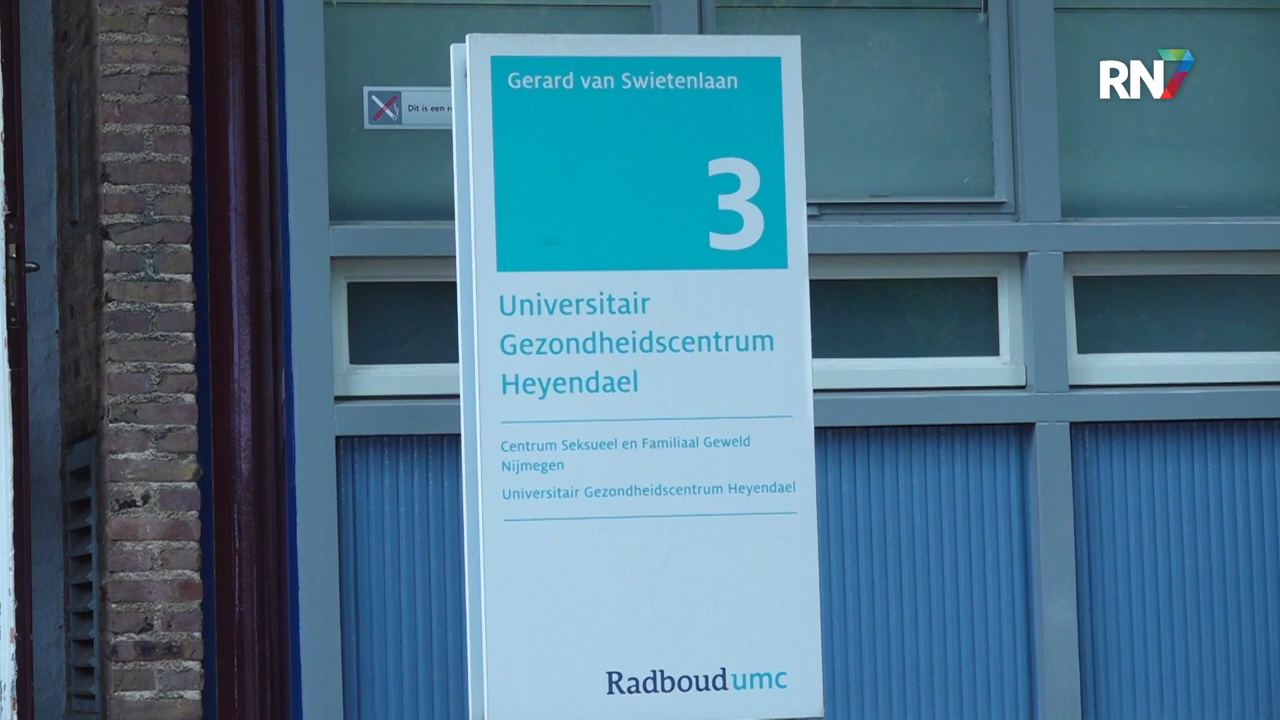 Gerard van Swietenlaan
RN7
Dit is een
3
Universitair
Gezondheidscentrum
Heyendael
Centrum Seksueel en Familiaal Geweld
Nijmegen
Universitair Gezondheidscentrum Heyendael
Radboudumc